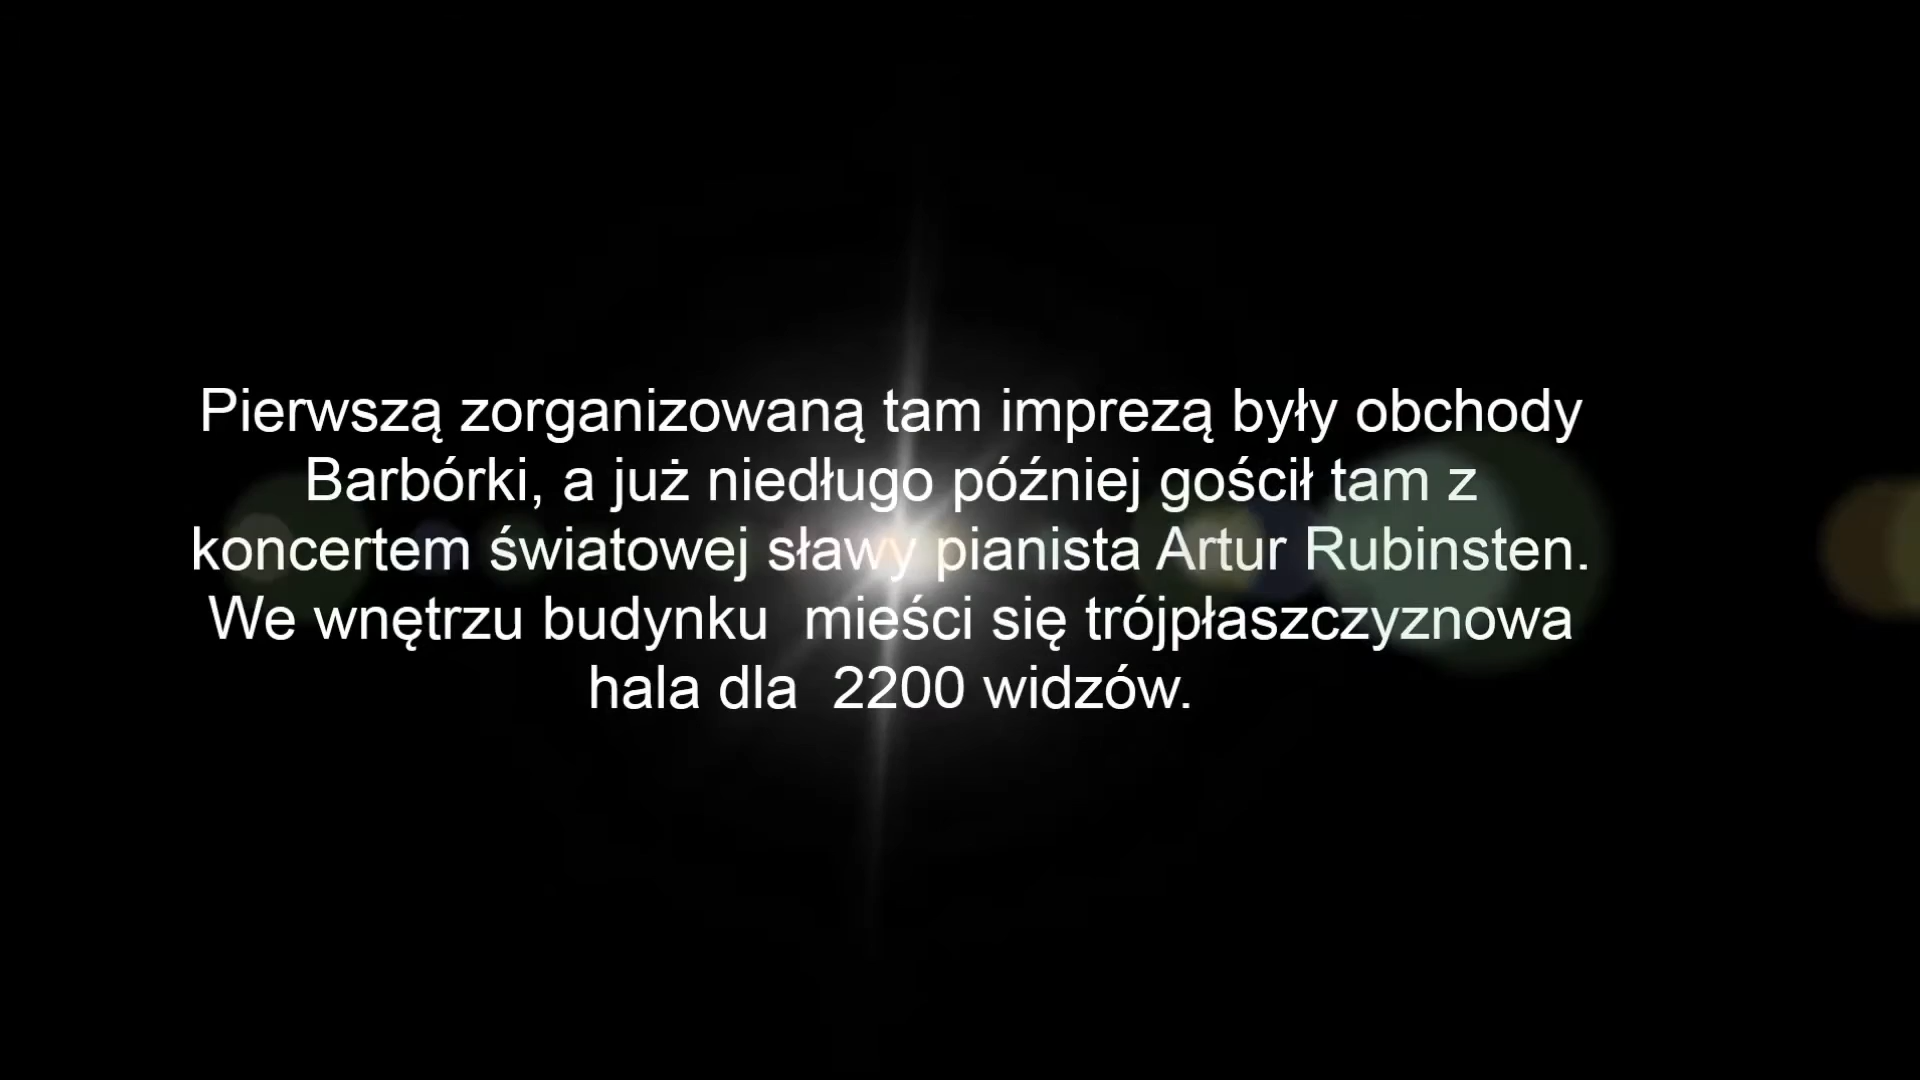 Pierwszą zorganizowaną tam imprezą były obchody
Barbórki, a już niedługo później gościł tam z
koncertem światowej sławy pianista Artur Rubinsten.
We wnętrzu budynku  mieści się trójpłaszczyznowa
hala dla  2200 widzów.